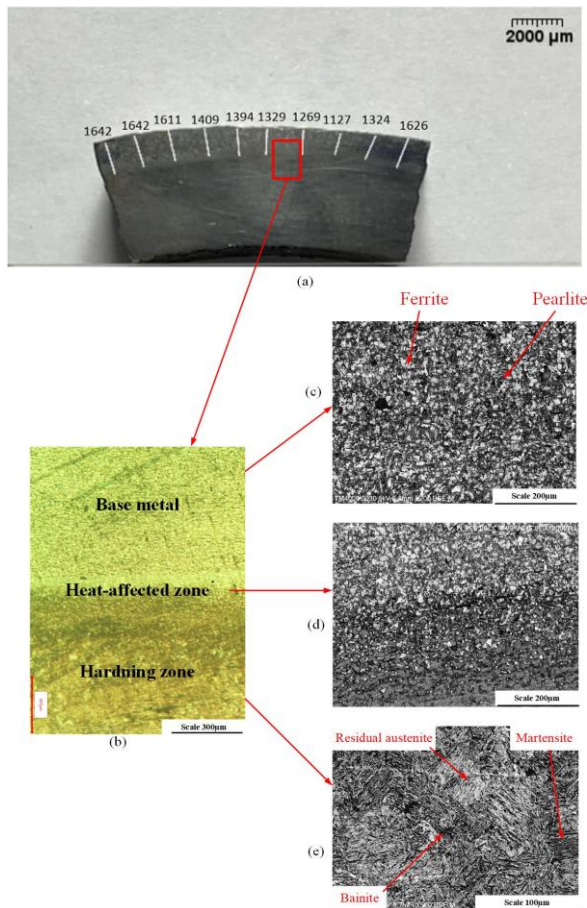 2000 µm
1642 1642 1611 1409 1394 1329 1269 1127 1324 1626
(a)
Ferrite Pearlite
(c)
Scale 200µm
Base metal
Heat-affected zone
Hardning zone
Scale 300µm
(b)
(d)
Scale 200µm
Residual austenite Martensite
(e)
Bainite
Scale 100µm